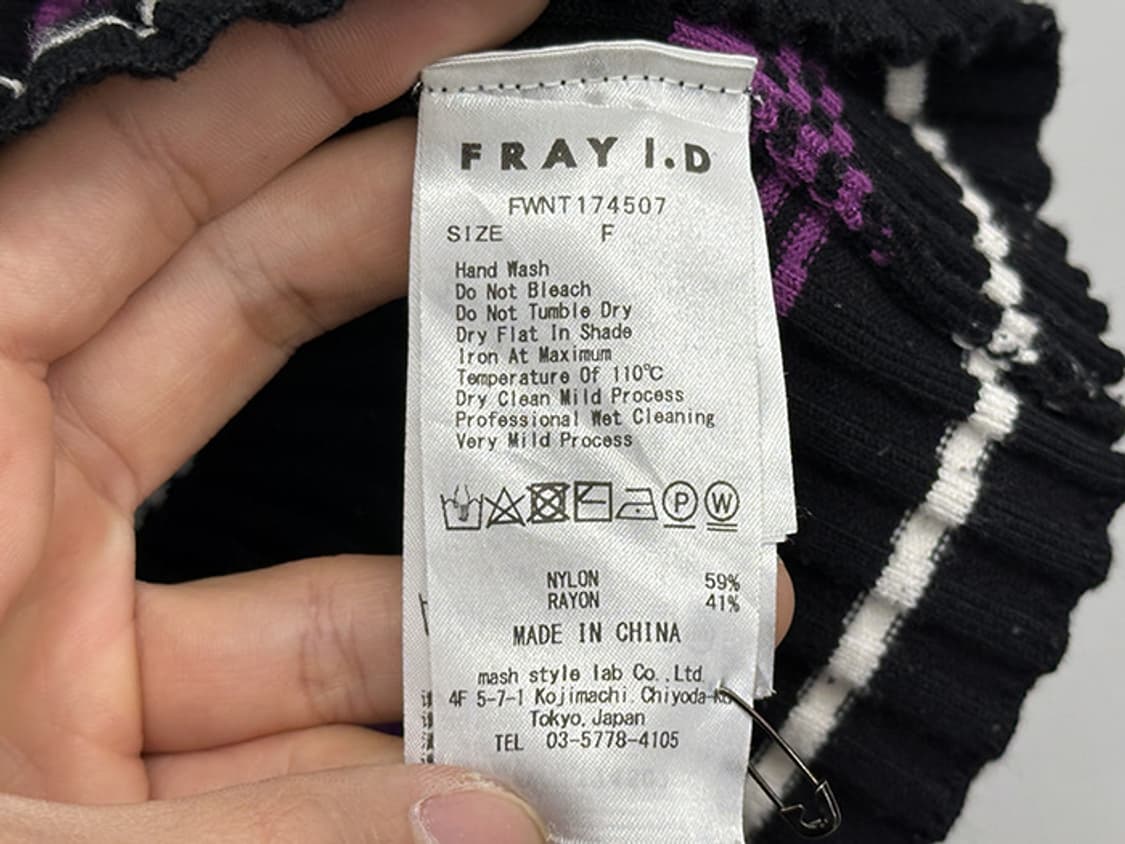 FRAY I.D
FWNT174507
SIZE F
Hand Wash
Do Not Bleach
Do Not Tumble Dry
Dry Flat In Shade
Iron At Maximum
Temperature Of 110℃
Dry Clean Mild Process
Professional Wet Cleaning
Very Mild Process
P W
NYLON 59%
RAYON 41%
MADE IN CHINA
mash style lab Co.,Ltd.
4F 5-7-1 Kojimachi.Chiyoda-Ku
Tokyo,Japan
TEL 03-5778-4105